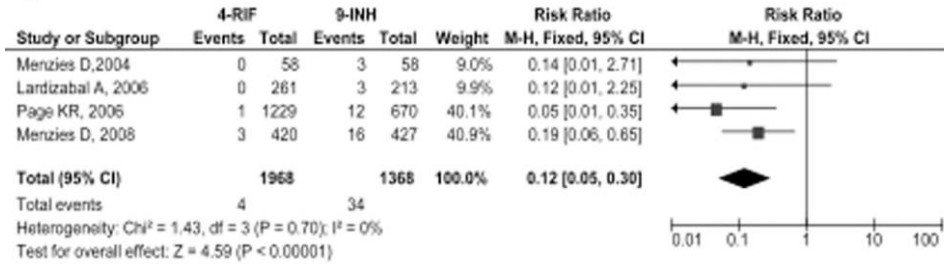 4-RIF 9-INH Risk Ratio Risk Ratio
Study or Subgroup Events Total Events Total Weight M-H, Fixed, 95% CI M-H, Fixed, 95% CI
Menzies D,2004 0 58 3 58 9.0% 0.14 [0.01, 2.71]
Lardizabal A, 2006 0 261 3 213 9.9% 0.12 [0.01, 2.25]
Page KR, 2006 1 1229 12 670 40.1% 0.05 [0.01, 0.35]
Menzies D, 2008 3 420 16 427 40.9% 0.19 [0.06, 0.65]
Total (95% CI) 1968 1368 100.0% 0.12 [0.05, 0.30]
Total events 4 34
Heterogeneity: Chi² = 1.43, df = 3 (P = 0.70); I² = 0%
Test for overall effect: Z = 4.59 (P < 0.00001)
0.01 0.1 1 10 100